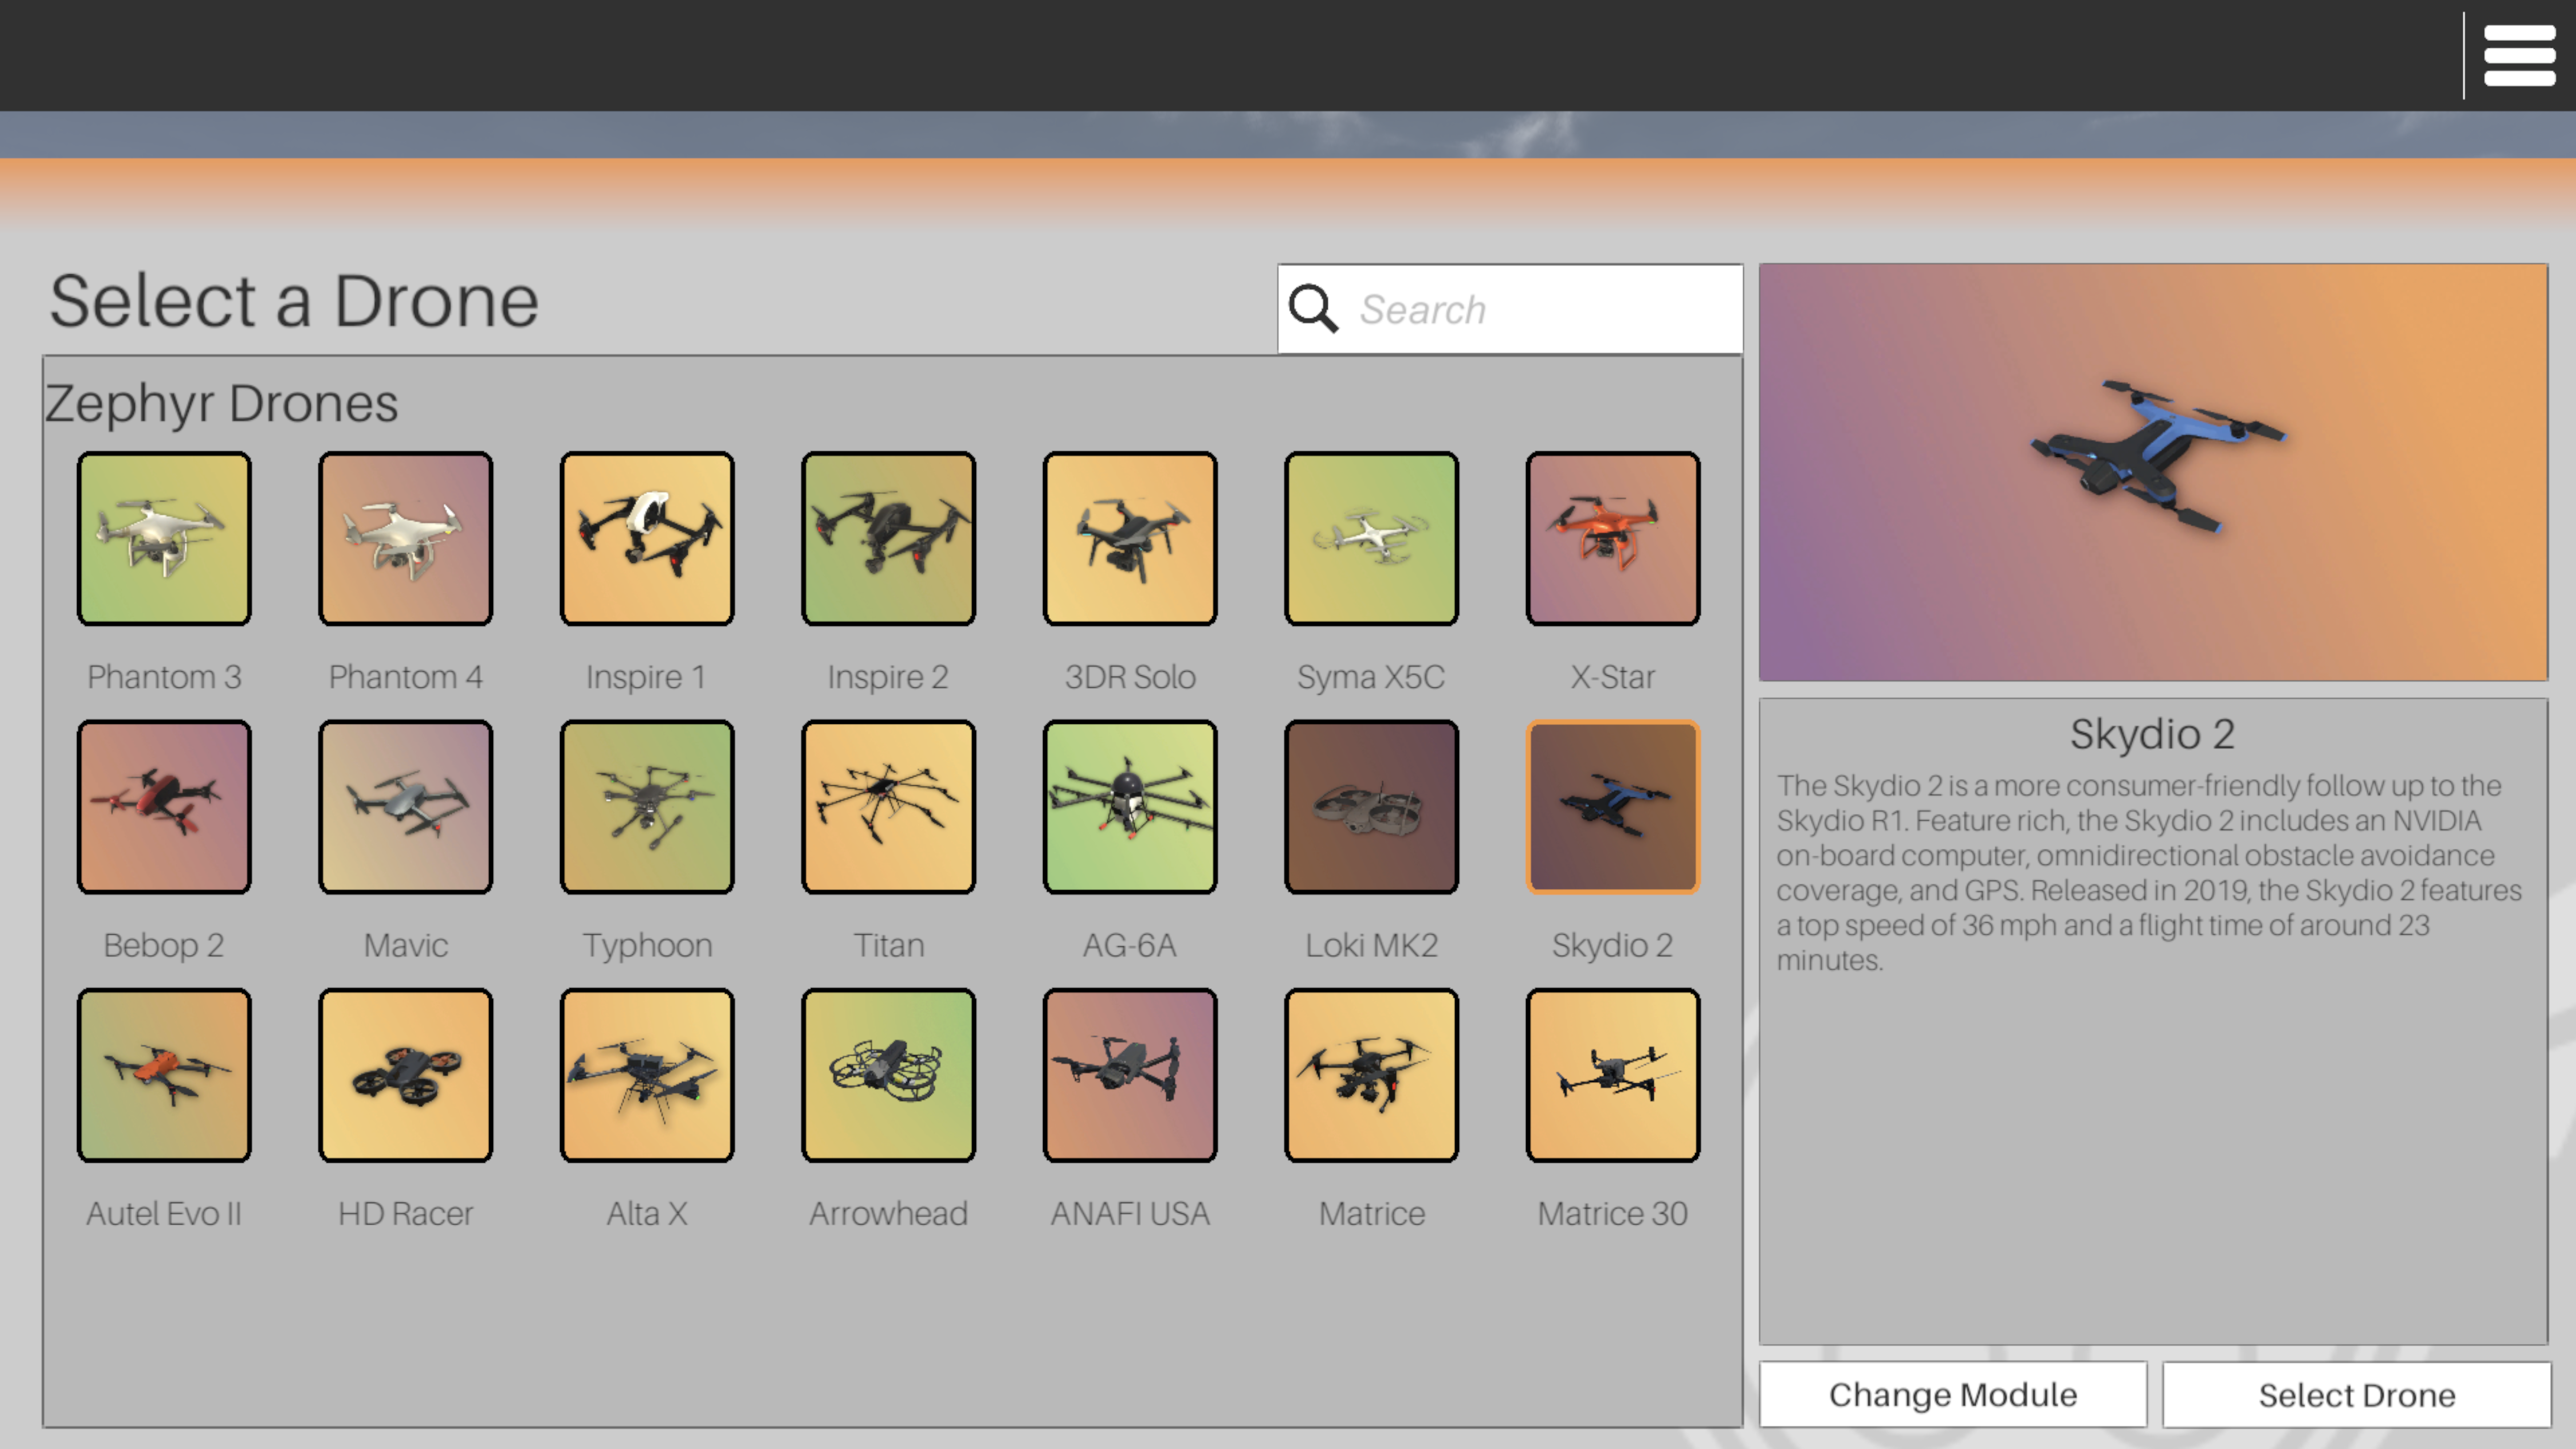 Select a Drone
Search
Zephyr Drones
Phantom 3
Phantom 4
Inspire 1
Inspire 2
3DR Solo
Syma X5C
X-Star
Bebop 2
Mavic
Typhoon
Titan
AG-6A
Loki MK2
Skydio 2
Autel Evo II
HD Racer
Alta X
Arrowhead
ANAFI USA
Matrice
Matrice 30
Skydio 2
The Skydio 2 is a more consumer-friendly follow up to the
Skydio R1. Feature rich, the Skydio 2 includes an NVIDIA
on-board computer, omnidirectional obstacle avoidance
coverage, and GPS. Released in 2019, the Skydio 2 features
a top speed of 36 mph and a flight time of around 23
minutes.
Change Module
Select Drone